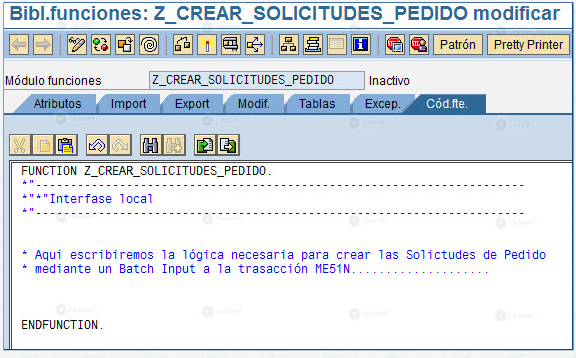 Bibl.funciones: Z_CREAR_SOLICITUDES_PEDIDO modificar
Patrón Pretty Printer
Módulo funciones Z_CREAR_SOLICITUDES_PEDIDO Inactivo
Atributos Import Export Modif. Tablas Excep. Cód.fte.
FUNCTION Z_CREAR_SOLICITUDES_PEDIDO.
*"----------------------------------------------------------------------
*"*"Interfase local
*"----------------------------------------------------------------------
* Aqui escribiremos la lógica necesaria para crear las Solictudes de Pedido
* mediante un Batch Input a la trasacción ME51N....................
ENDFUNCTION.